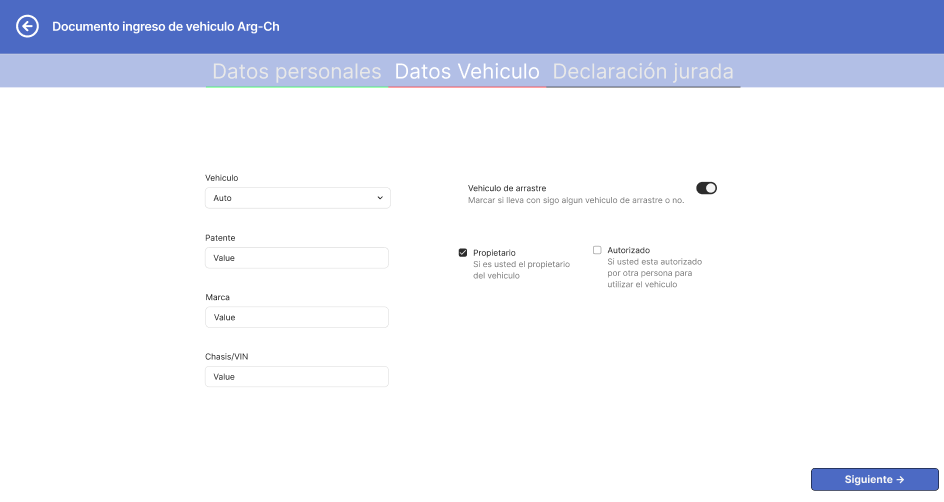 Documento ingreso de vehiculo Arg-Ch
Datos personales Datos Vehiculo Declaración jurada
Vehiculo
Auto
Patente
Value
Marca
Value
Chasis/VIN
Value
Vehiculo de arrastre
Marcar si lleva con sigo algun vehiculo de arrastre o no.
Propietario
Si es usted el propietario
del vehiculo
Autorizado
Si usted esta autorizado
por otra persona para
utilizar el vehiculo
Siguiente →